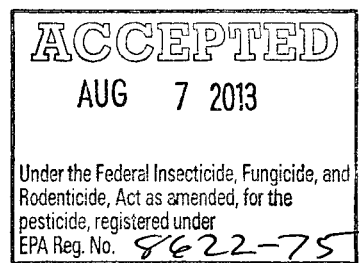 ACCEPTED
AUG 7 2013
Under the Federal Insecticide, Fungicide, and
Rodenticide, Act as amended, for the
pesticide, registered under
EPA Reg. No. 8622-75